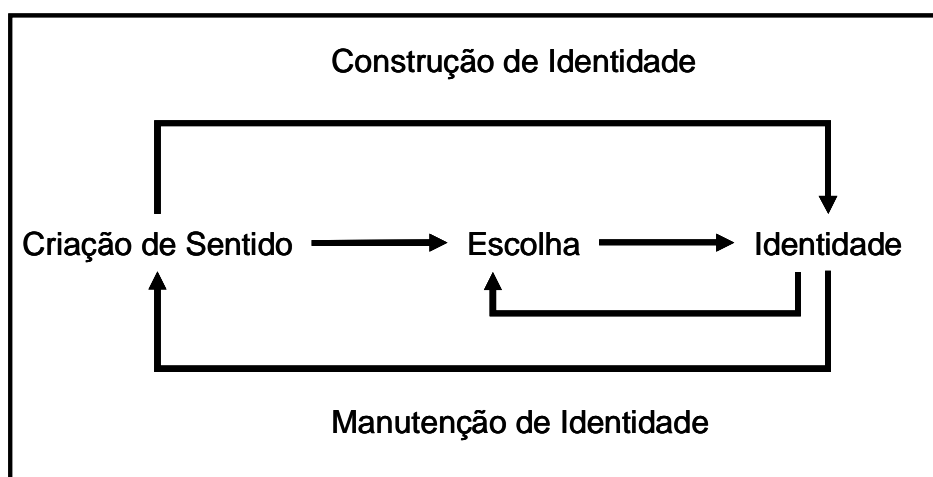 Construção de Identidade
Criação de Sentido Escolha Identidade
Manutenção de Identidade